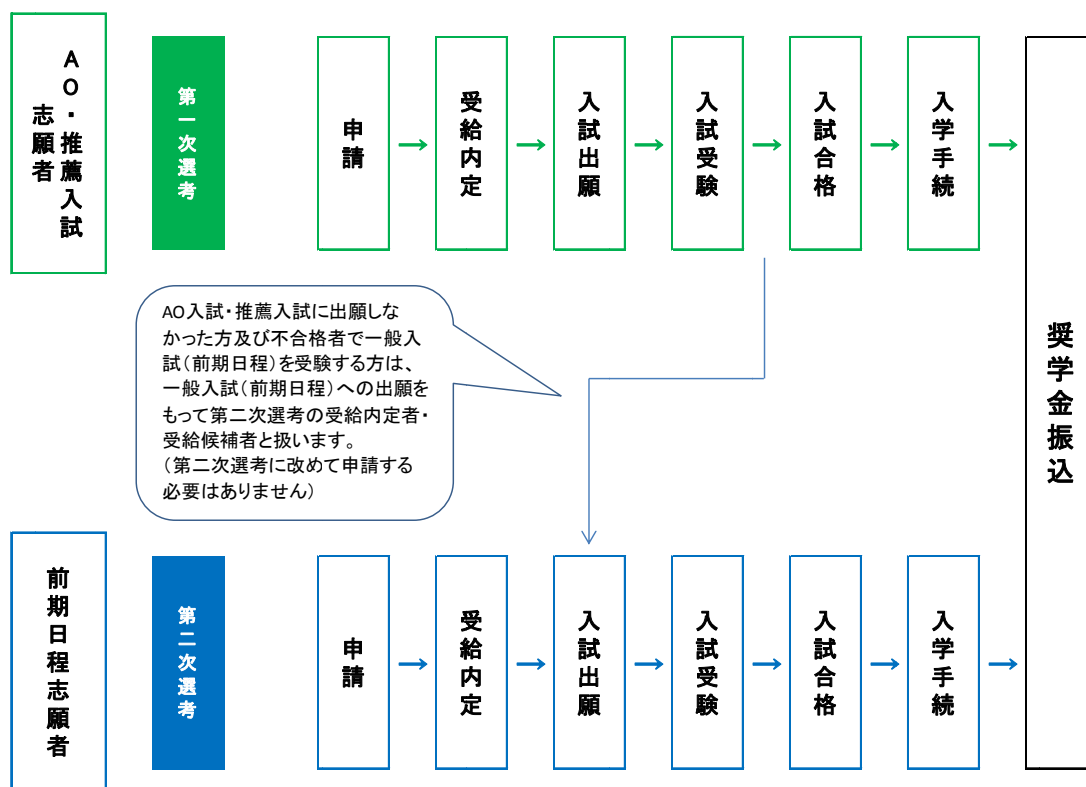 AO・推薦入試
志願者
第一次選考
申請
受給内定
入試出願
入試受験
入試合格
入学手続
奨学金振込
AO入試・推薦入試に出願しな
かった方及び不合格者で一般入
試(前期日程)を受験する方は、
一般入試(前期日程)への出願を
もって第二次選考の受給内定者・
受給候補者と扱います。
(第二次選考に改めて申請する
必要はありません)
前期日程志願者
第二次選考
申請
受給内定
入試出願
入試受験
入試合格
入学手続